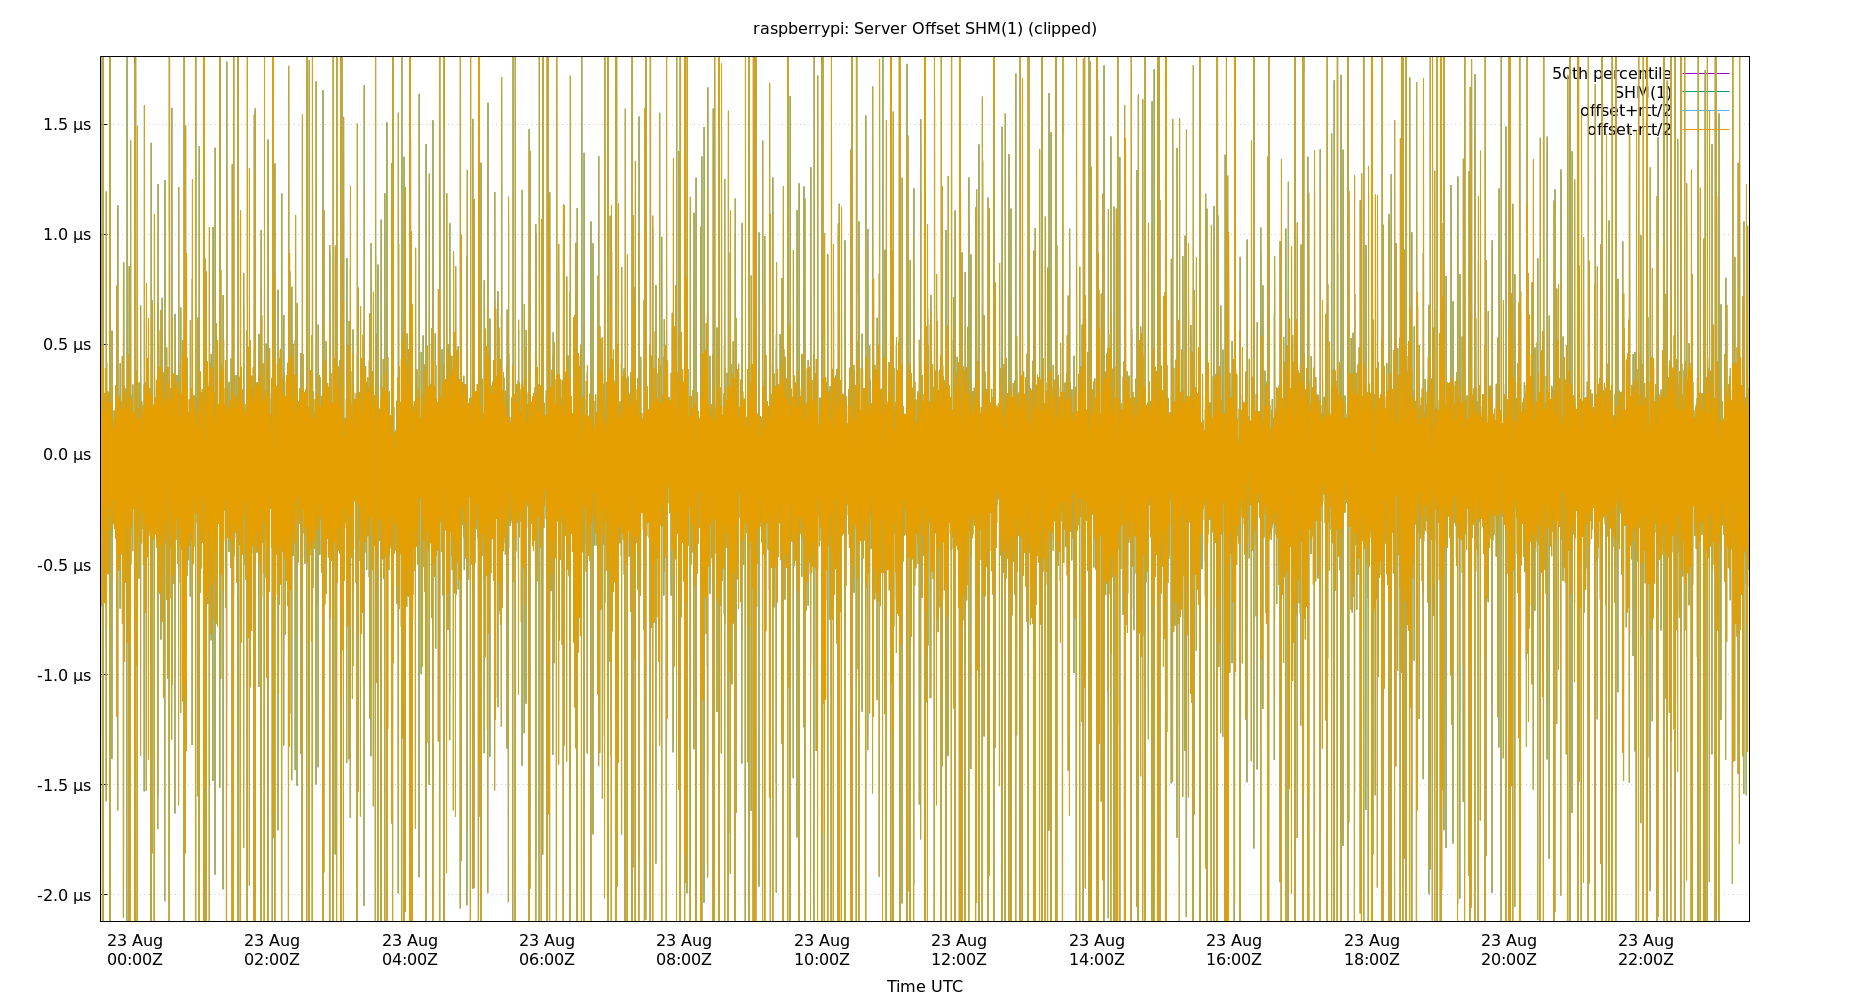 raspberrypi: Server Offset SHM(1) (clipped)
50th percentile
SHM(1)
offset+rtt/2
offset-rtt/2
1.5 µs
1.0 µs
0.5 µs
0.0 µs
-0.5 µs
-1.0 µs
-1.5 µs
-2.0 µs
23 Aug 23 Aug 23 Aug 23 Aug 23 Aug 23 Aug 23 Aug 23 Aug 23 Aug 23 Aug 23 Aug 23 Aug
00:00Z 02:00Z 04:00Z 06:00Z 08:00Z 10:00Z 12:00Z 14:00Z 16:00Z 18:00Z 20:00Z 22:00Z
Time UTC